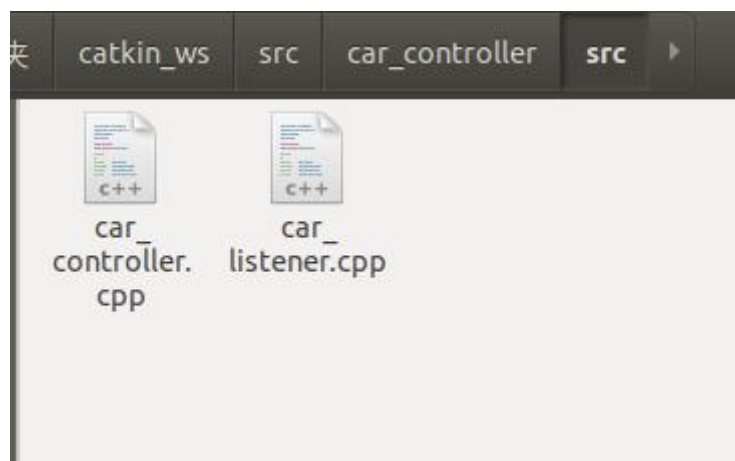 夹 catkin_ws src car_controller src
c++ c++
car_ car_
controller. listener.cpp
cpp